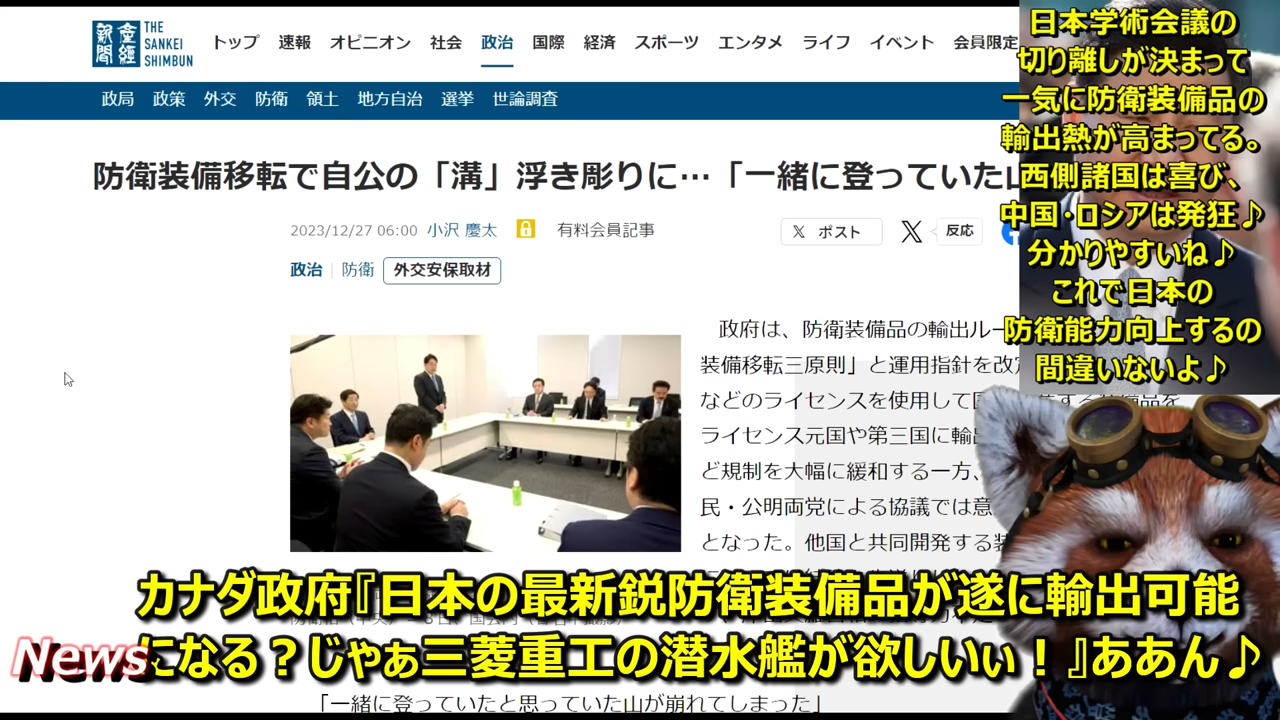 産經新聞
THE
SANKEI
SHIMBUN
トップ 速報 オピニオン 社会 政治 国際 経済 スポーツ エンタメ ライフ イベント 会員限定
政局 政策 外交 防衛 領土 地方自治 選挙 世論調査
防衛装備移転で自公の「溝」浮き彫りに…「一緒に登っていた山
2023/12/27 06:00 小沢 慶太 有料会員記事
ポスト 反応
政治 防衛 外交安保取材
政府は、防衛装備品の輸出ルー
装備移転三原則」と運用指針を改定
などのライセンスを使用して国
ライセンス元国や第三国に輸出
ど規制を大幅に緩和する一方、
民・公明両党による協議では意
となった。他国と共同開発する装
「一緒に登っていたと思っていた山が崩れてしまった」
日本学術会議の
切り離しが決まって
一気に防衛装備品の
輸出熱が高まってる。
西側諸国は喜び、
中国・ロシアは発狂♪
分かりやすいね♪
これで日本の
防衛能力向上するの
間違いないよ♪
カナダ政府『日本の最新鋭防衛装備品が遂に輸出可能
になる？じゃぁ三菱重工の潜水艦が欲しいぃ！』ああん♪
News